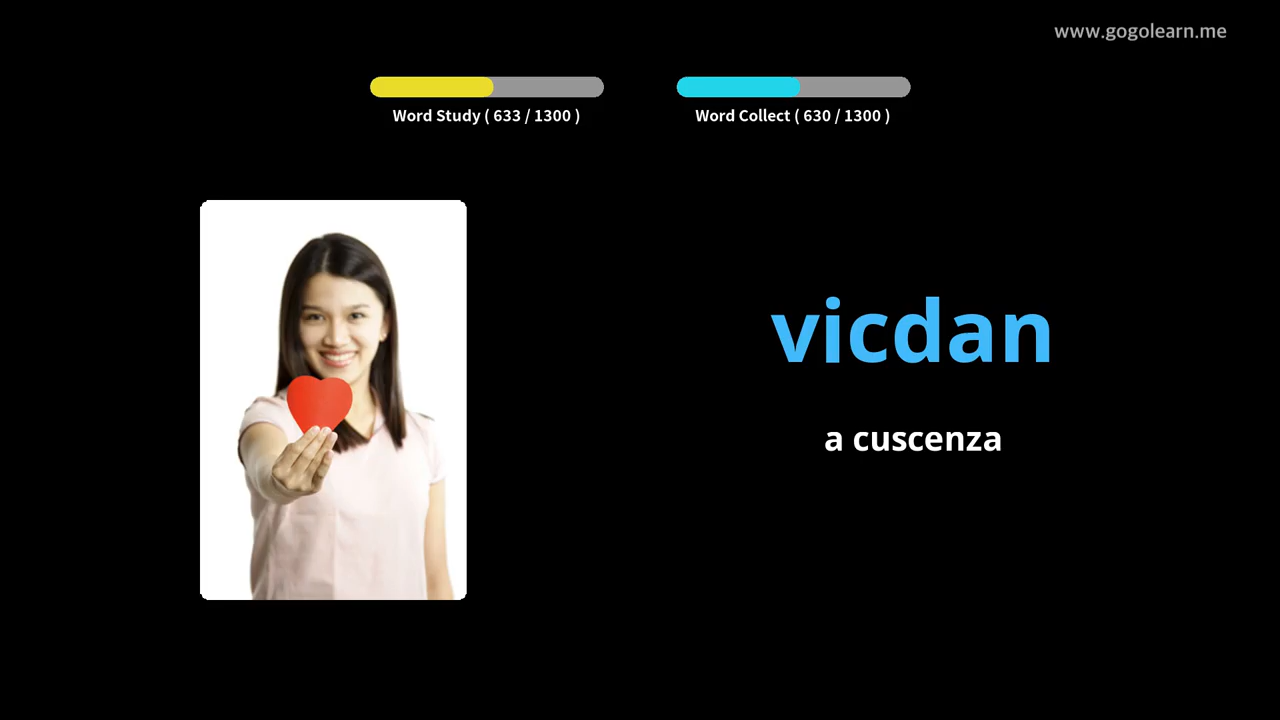 www.gogolearn.me
Word Study ( 633 / 1300 )
Word Collect ( 630 / 1300 )
vicdan
a cuscenza